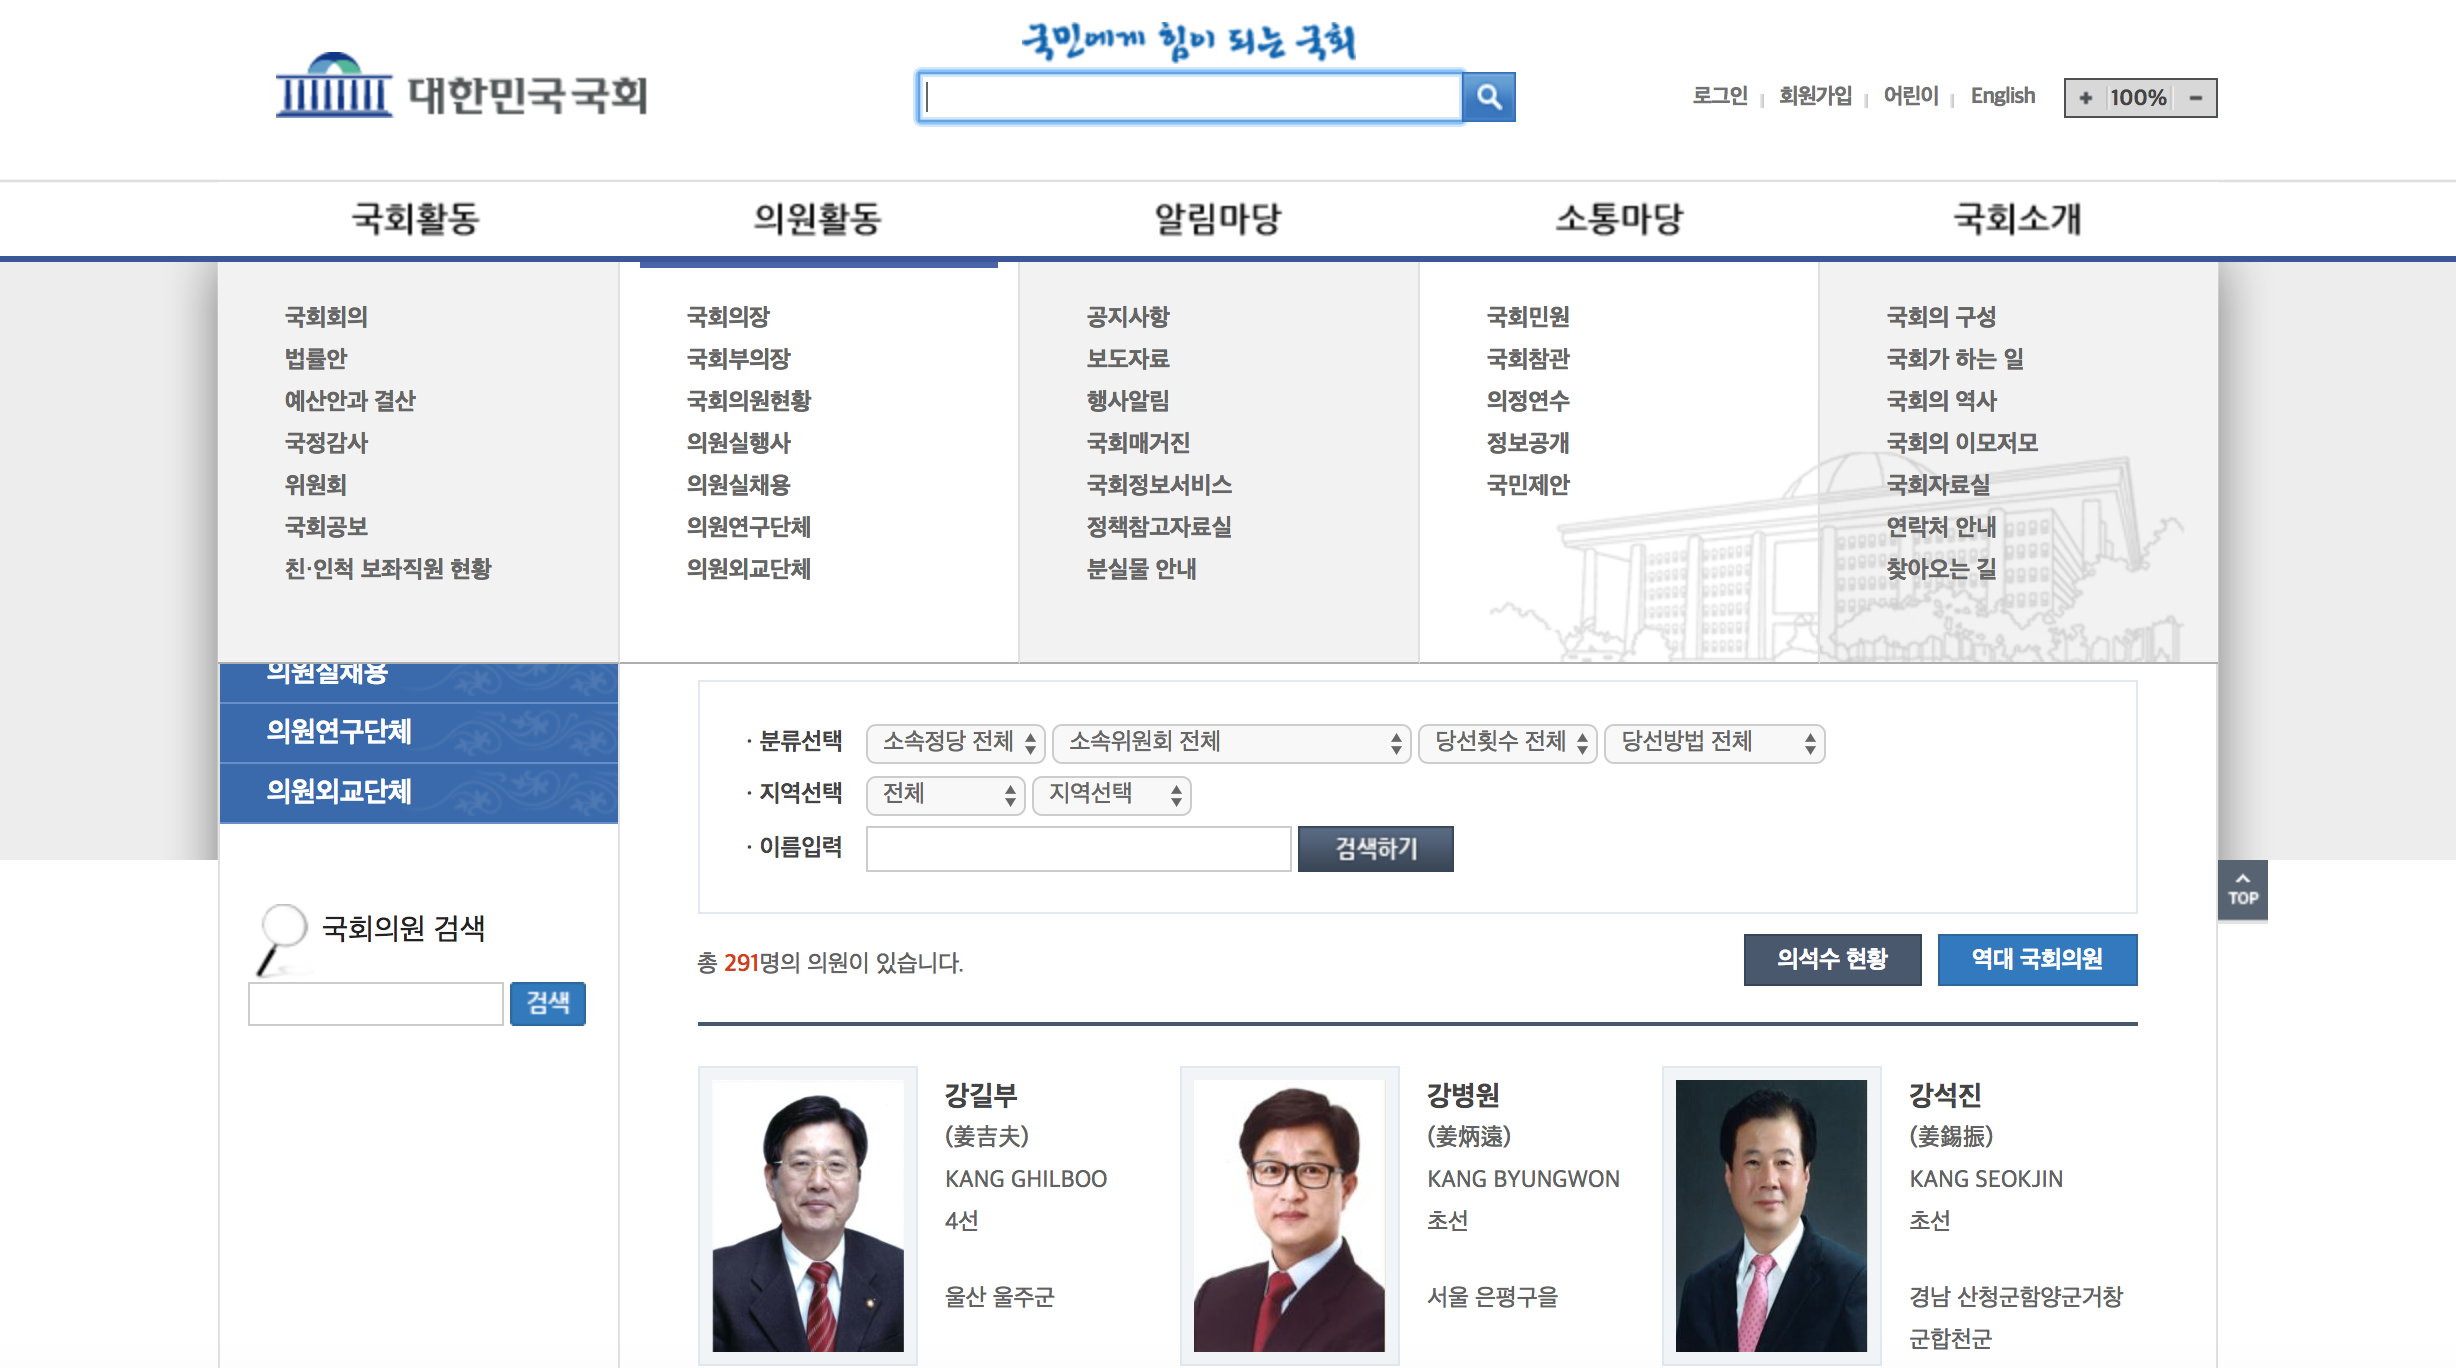 국민에게 힘이 되는 국회
대한민국국회
로그인 회원가입 어린이 English + 100% −
국회활동 의원활동 알림마당 소통마당 국회소개
국회회의
법률안
예산안과 결산
국정감사
위원회
국회공보
친·인척 보좌직원 현황
국회의장
국회부의장
국회의원현황
의원실행사
의원실채용
의원연구단체
의원외교단체
공지사항
보도자료
행사알림
국회매거진
국회정보서비스
정책참고자료실
분실물 안내
국회민원
국회참관
의정연수
정보공개
국민제안
국회의 구성
국회가 하는 일
국회의 역사
국회의 이모저모
국회자료실
연락처 안내
찾아오는 길
의원실채용
의원연구단체
의원외교단체
국회의원 검색
검색
· 분류선택 소속정당 전체 소속위원회 전체 당선횟수 전체 당선방법 전체
· 지역선택 전체 지역선택
· 이름입력 검색하기
총 291명의 의원이 있습니다.
의석수 현황 역대 국회의원
TOP
강길부
(姜吉夫)
KANG GHILBOO
4선
울산 울주군
강병원
(姜炳遠)
KANG BYUNGWON
초선
서울 은평구을
강석진
(姜錫振)
KANG SEOKJIN
초선
경남 산청군함양군거창
군합천군